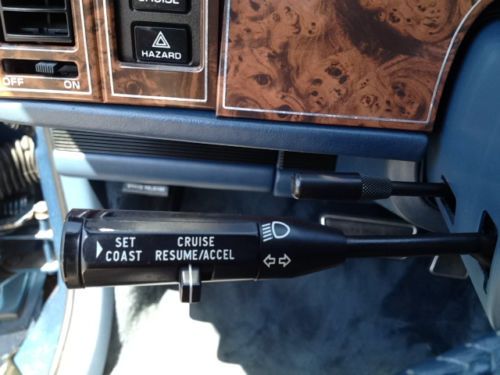 CRUISE
HAZARD
OFF ON
SET CRUISE
COAST RESUME/ACCEL